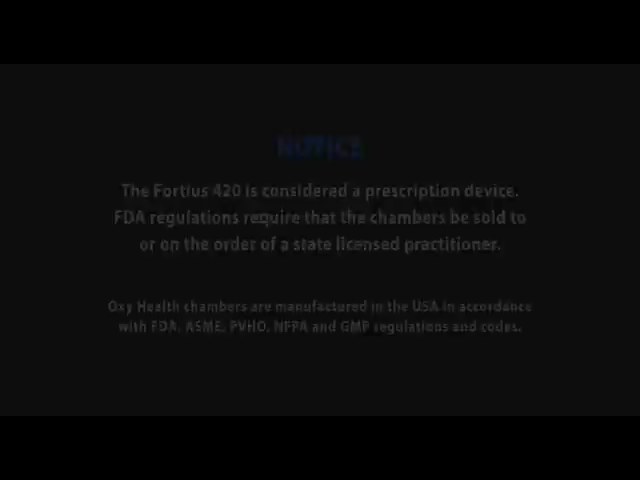 NOTICE
The Fortius 420 is considered a prescription device.
FDA regulations require that the chambers be sold to
or on the order of a state licensed practitioner.
Oxy Health chambers are manufactured in the USA in accordance
with FDA, ASME, PVHO, NFPA and GMP regulations and codes.